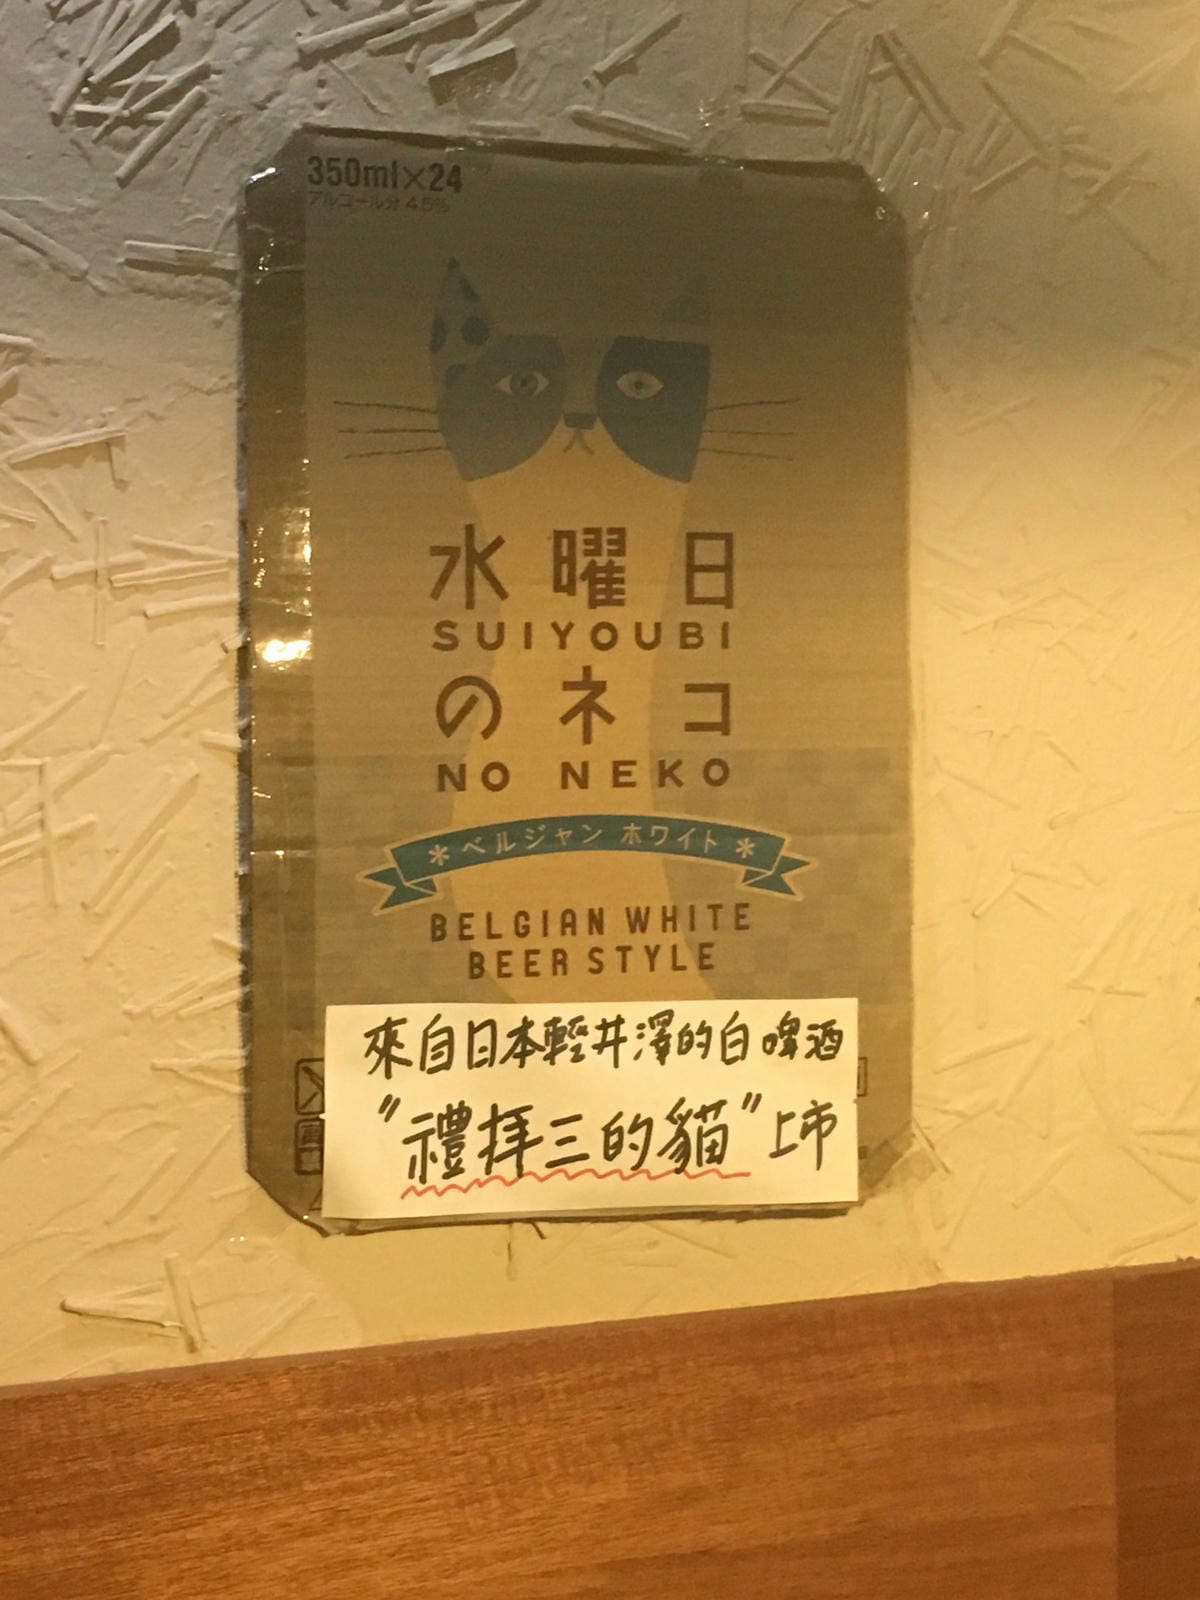 350ml×24
アルコール分 4.5%
水曜日
SUIYOUBI
のネコ
NO NEKO
＊ベルジャン ホワイト＊
BELGIAN WHITE
BEER STYLE
來自日本輕井澤的白啤酒
"禮拜三的貓"上市